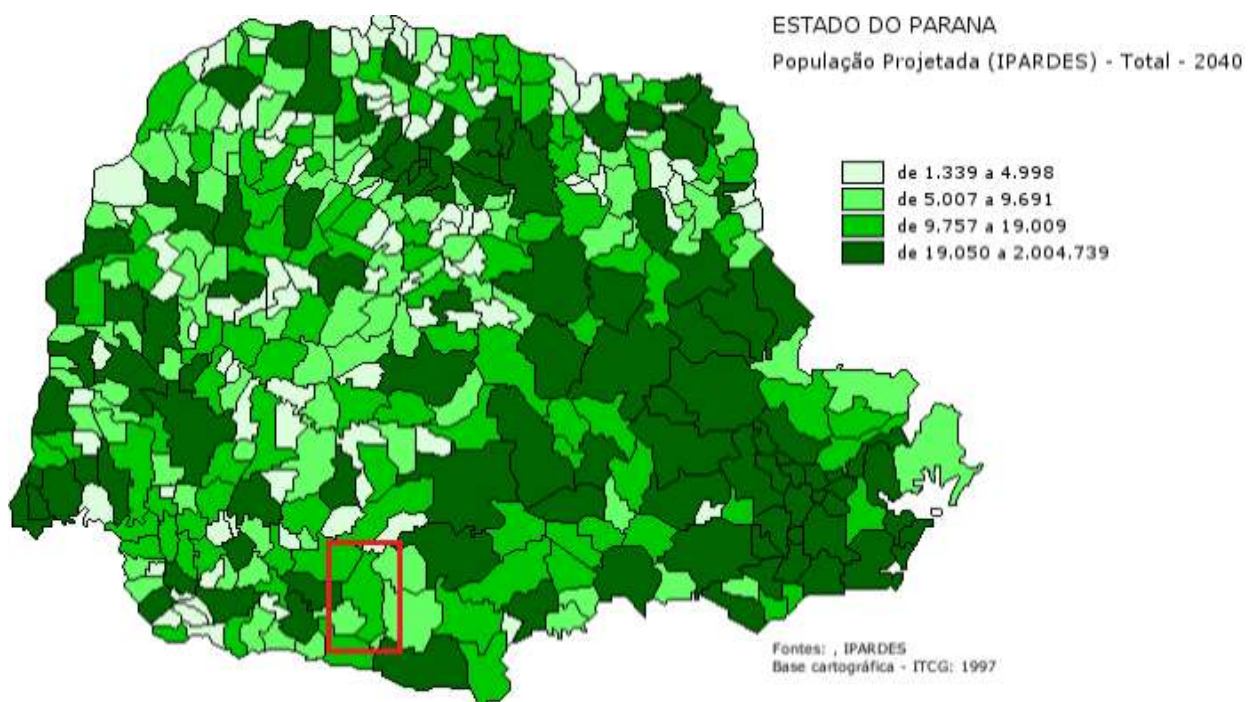 ESTADO DO PARANA
População Projetada (IPARDES) - Total - 2040
de 1.339 a 4.998
de 5.007 a 9.691
de 9.757 a 19.009
de 19.050 a 2.004.739
Fontes: , IPARDES
Base cartográfica - ITCG: 1997